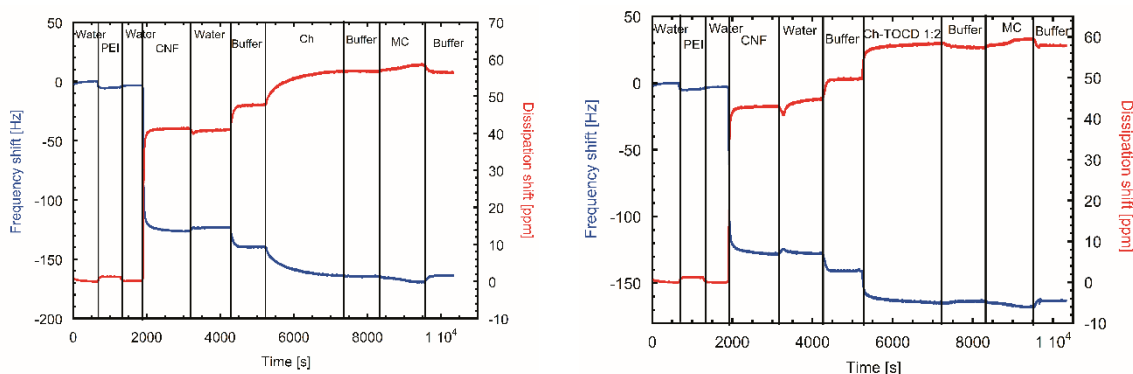 Water
PEI
Water
CNF
Water
Buffer
Ch
Buffer
MC
Buffer
50
0
-50
-100
-150
-200
Frequency shift [Hz]
70
60
50
40
30
20
10
0
-10
Dissipation shift [ppm]
0
2000
4000
6000
8000
1 10^4
Time [s]
Water
PEI
Water
CNF
Water
Buffer
Ch-TOCD 1:2
Buffer
MC
Buffer
50
0
-50
-100
-150
Frequency shift [Hz]
60
50
40
30
20
10
0
-10
Dissipation shift [ppm]
0
2000
4000
6000
8000
1 10^4
Time [s]